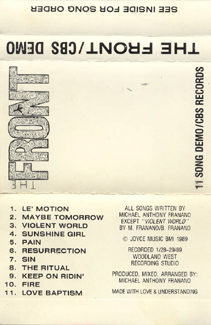 SEE INSIDE FOR SONG ORDER
THE FRONT/CBS DEMO
THE
FRONT
11 SONG DEMO/CBS RECORDS
1. LE' MOTION
2. MAYBE TOMORROW
3. VIOLENT WORLD
4. SUNSHINE GIRL
5. PAIN
6. RESURRECTION
7. SIN
8. THE RITUAL
9. KEEP ON RIDIN'
10. FIRE
11. LOVE BAPTISM
ALL SONGS WRITTEN BY
MICHAEL ANTHONY FRANANO
EXCEPT "VIOLENT WORLD"
BY M. FRANANO/B. FRANANO
© JOYCE MUSIC BMI 1989
RECORDED 1/28-29/89
WOODLAND WEST
RECORDING STUDIO
PRODUCED, MIXED, ARRANGED BY:
MICHAEL ANTHONY FRANANO
MADE WITH LOVE & UNDERSTANDING